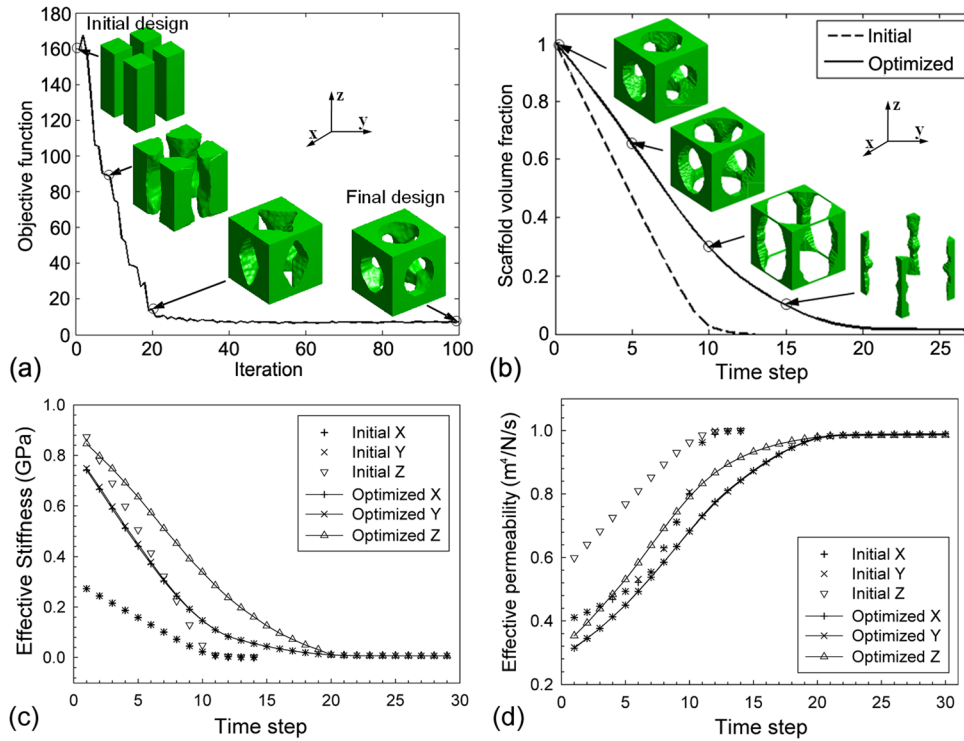 Initial design
Final design
z
x
y
Objective function
180
160
140
120
100
80
60
40
20
0
0
20
40
60
80
100
Iteration
(a)
Initial
Optimized
z
x
y
Scaffold volume fraction
1
0.8
0.6
0.4
0.2
0
0
5
10
15
20
25
Time step
(b)
Initial X
Initial Y
Initial Z
Optimized X
Optimized Y
Optimized Z
Effective Stiffness (GPa)
1.0
0.8
0.6
0.4
0.2
0.0
0
5
10
15
20
25
30
Time step
(c)
Initial X
Initial Y
Initial Z
Optimized X
Optimized Y
Optimized Z
Effective permeability (m⁴/N/s)
1.0
0.8
0.6
0.4
0.2
0
5
10
15
20
25
30
Time step
(d)